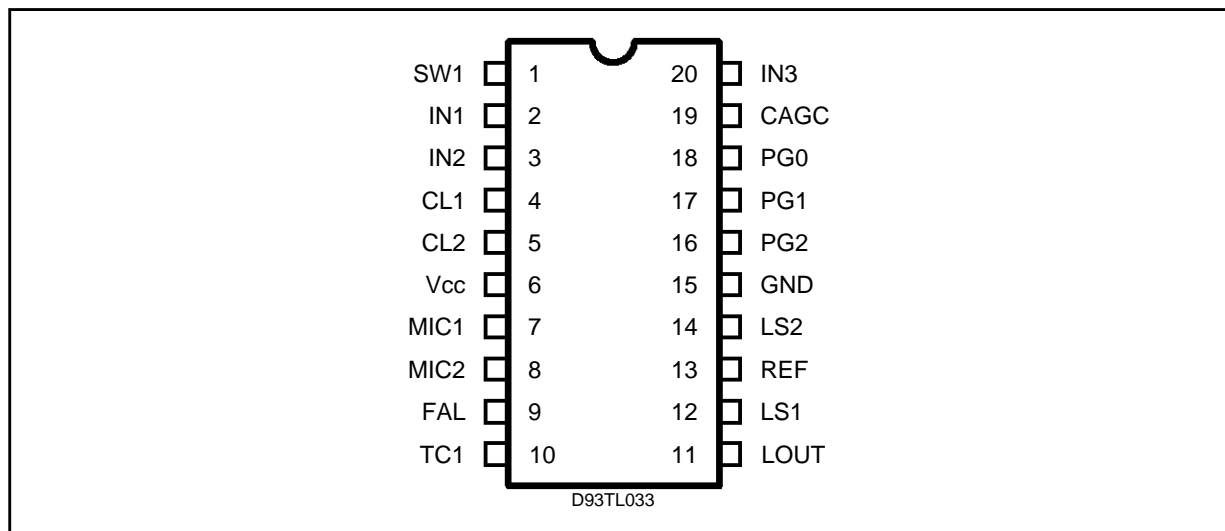 SW1 1 20 IN3
IN1 2 19 CAGC
IN2 3 18 PG0
CL1 4 17 PG1
CL2 5 16 PG2
Vcc 6 15 GND
MIC1 7 14 LS2
MIC2 8 13 REF
FAL 9 12 LS1
TC1 10 11 LOUT
D93TL033